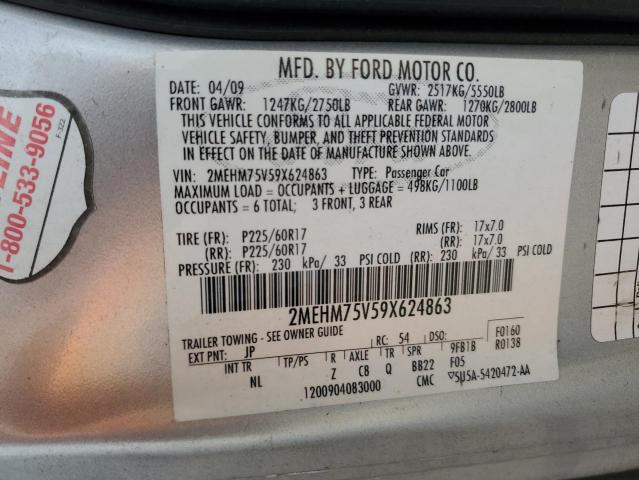 MFD. BY FORD MOTOR CO.
DATE: 04/09 GVWR: 2517KG/5550LB
FRONT GAWR: 1247KG/2750LB REAR GAWR: 1270KG/2800LB
THIS VEHICLE CONFORMS TO ALL APPLICABLE FEDERAL MOTOR
VEHICLE SAFETY, BUMPER, AND THEFT PREVENTION STANDARDS
IN EFFECT ON THE DATE OF MANUFACTURE SHOWN ABOVE.
VIN: 2MEHM75V59X624863 TYPE: Passenger Car
MAXIMUM LOAD = OCCUPANTS + LUGGAGE = 498KG/1100LB
OCCUPANTS = 6 TOTAL; 3 FRONT, 3 REAR
TIRE (FR): P225/60R17 RIMS (FR): 17x7.0
(RR): P225/60R17 (RR): 17x7.0
PRESSURE (FR): 230 kPa/ 33 PSI COLD (RR): 230 kPa/ 33 PSI COLD
2MEHM75V59X624863
TRAILER TOWING - SEE OWNER GUIDE
EXT PNT: JP RC: 54 DSO: F0160
INT TR TP/PS R AXLE TR SPR 9FB1B R0138
NL Z C8 Q BB22 F05
1200904083000 CMC ▽5U5A-5420472-AA
LINE
1-800-533-9056
F-322